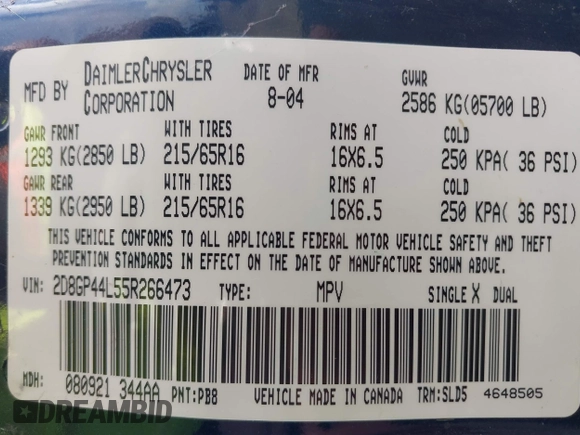 MFD BY DAIMLERCHRYSLER CORPORATION DATE OF MFR 8-04 GVWR 2586 KG(05700 LB)
GAWR FRONT WITH TIRES RIMS AT COLD
1293 KG(2850 LB) 215/65R16 16X6.5 250 KPA( 36 PSI)
GAWR REAR WITH TIRES RIMS AT COLD
1339 KG(2950 LB) 215/65R16 16X6.5 250 KPA( 36 PSI)
THIS VEHICLE CONFORMS TO ALL APPLICABLE FEDERAL MOTOR VEHICLE SAFETY AND THEFT
PREVENTION STANDARDS IN EFFECT ON THE DATE OF MANUFACTURE SHOWN ABOVE.
VIN: 2D8GP44L55R266473 TYPE: MPV SINGLE X DUAL
MDH: 080921 344AA PNT:PB8 VEHICLE MADE IN CANADA TRM:SLD5 4648505
DREAMBID